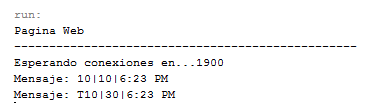 run:
Pagina Web
-------------------------------------------------
Esperando conexiones en...1900
Mensaje: 10|10|6:23 PM
Mensaje: T10|30|6:23 PM